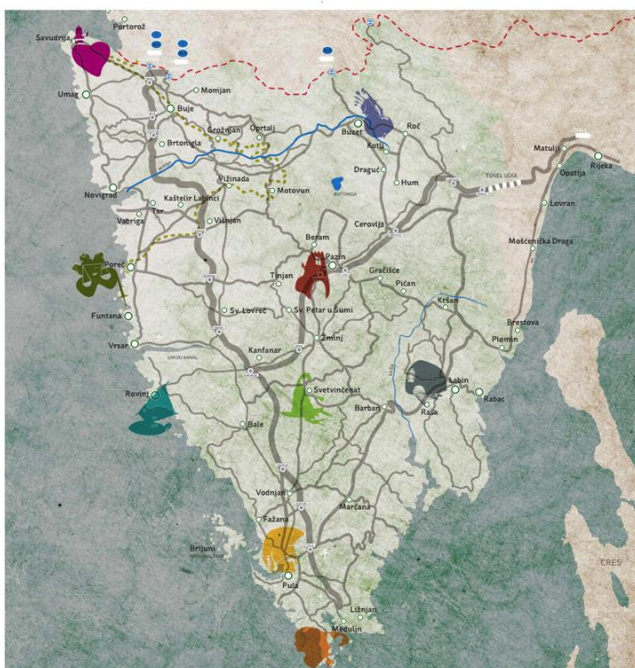 Portorož
Savudrija
Umag
Momjan
Buje
Brtonigla
Grožnjan
Oprtalj
Buzet
Roč
Kotli
Draguć
Hum
Matulji
Opatija
Rijeka
TUNEL UČKA
Lovran
Mošćenička Draga
Novigrad
Vižinada
Motovun
BUTONIGA
Kaštelir Labinci
Tar
Vabriga
Višnjan
Beram
Cerovlje
Poreč
Pazin
Tinjan
Gračišće
Pićan
Kršan
Funtana
Sv. Lovreč
Sv. Petar u Šumi
Žminj
Vrsar
LIMSKI KANAL
Kanfanar
Brestova
Plomin
Rovinj
Svetvinčenat
Labin
Rabac
Raša
Barban
Bale
Vodnjan
Marčana
Fažana
Brijuni
Pula
CRES
Ližnjan
Medulin